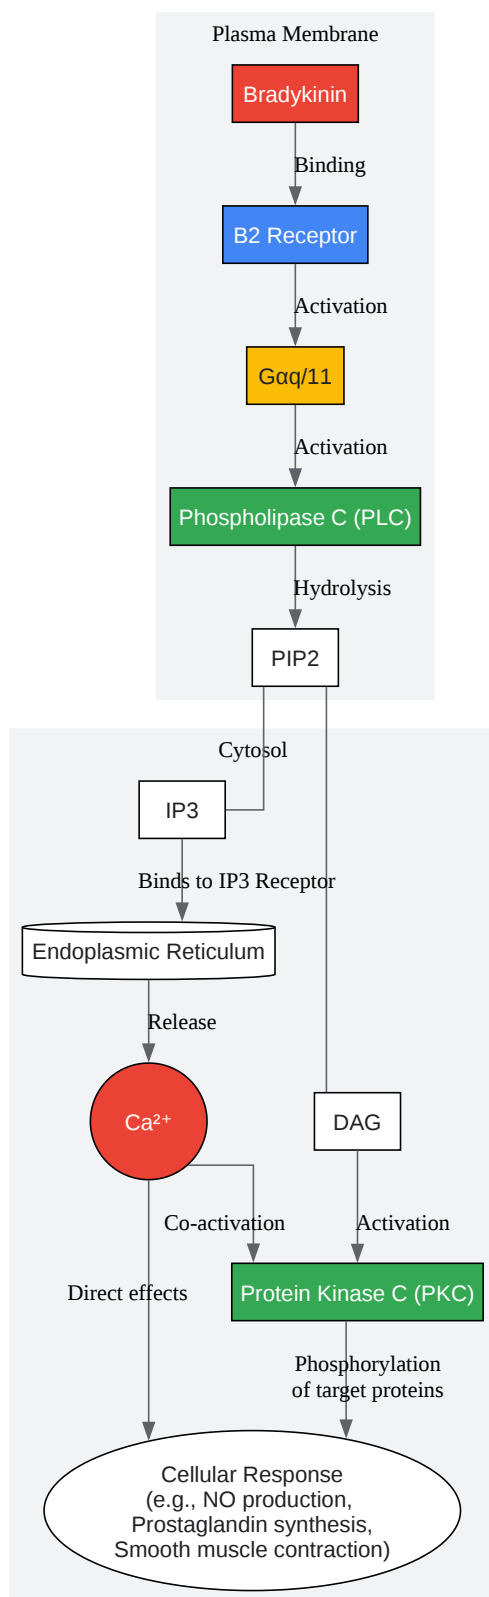 Plasma Membrane
Bradykinin
Binding
B2 Receptor
Activation
Gαq/11
Activation
Phospholipase C (PLC)
Hydrolysis
PIP2
Cytosol
IP3
Binds to IP3 Receptor
Endoplasmic Reticulum
Release
Ca²⁺
DAG
Co-activation
Activation
Protein Kinase C (PKC)
Direct effects
Phosphorylation
of target proteins
Cellular Response
(e.g., NO production,
Prostaglandin synthesis,
Smooth muscle contraction)